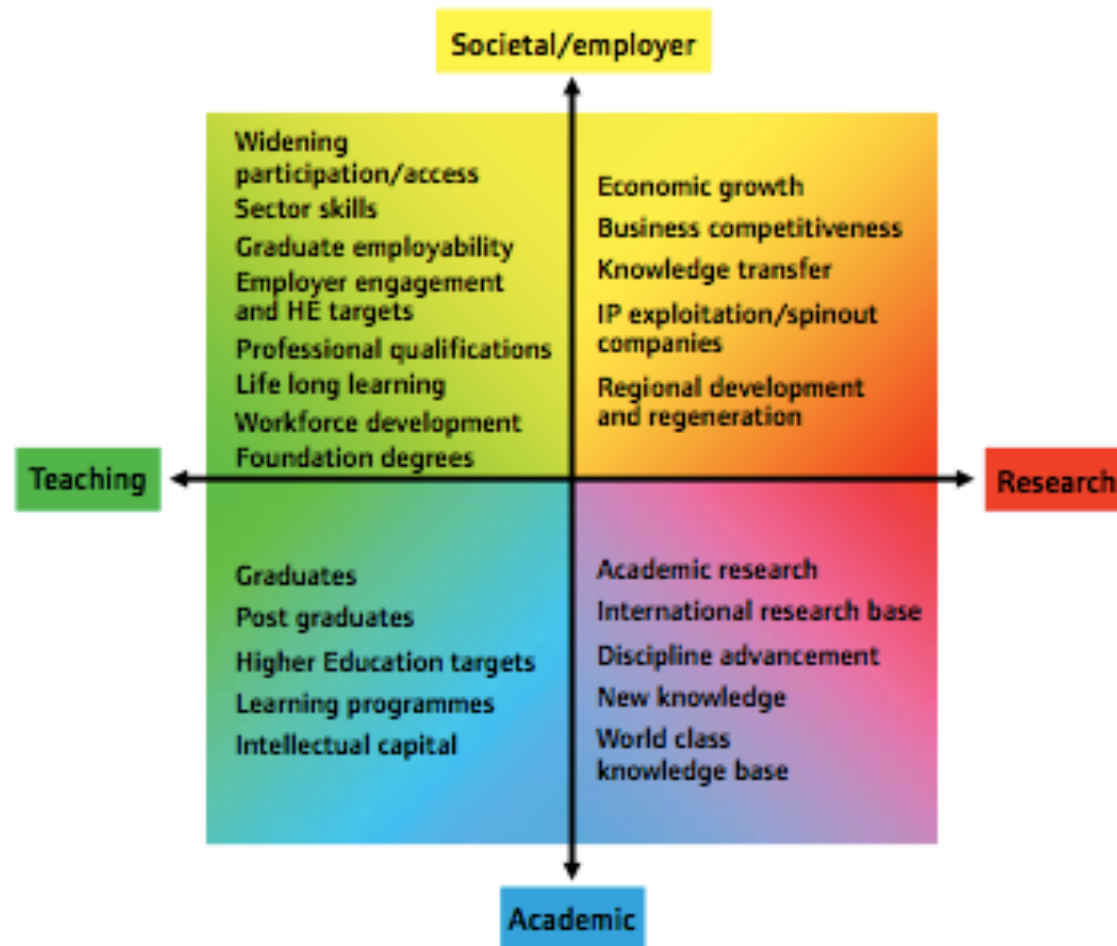 Societal/employer
Widening
participation/access
Sector skills
Graduate employability
Employer engagement
and HE targets
Professional qualifications
Life long learning
Workforce development
Foundation degrees
Economic growth
Business competitiveness
Knowledge transfer
IP exploitation/spinout
companies
Regional development
and regeneration
Teaching
Research
Graduates
Post graduates
Higher Education targets
Learning programmes
Intellectual capital
Academic research
International research base
Discipline advancement
New knowledge
World class
knowledge base
Academic